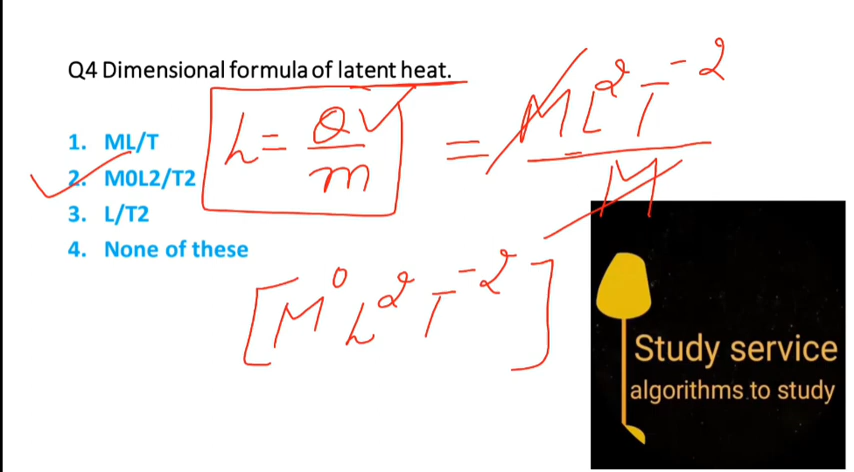 Q4 Dimensional formula of latent heat.
1. ML/T
2. M0L2/T2
3. L/T2
4. None of these
L = Q/m = ML²T⁻²/M
[M⁰L²T⁻²]
Study service
algorithms to study